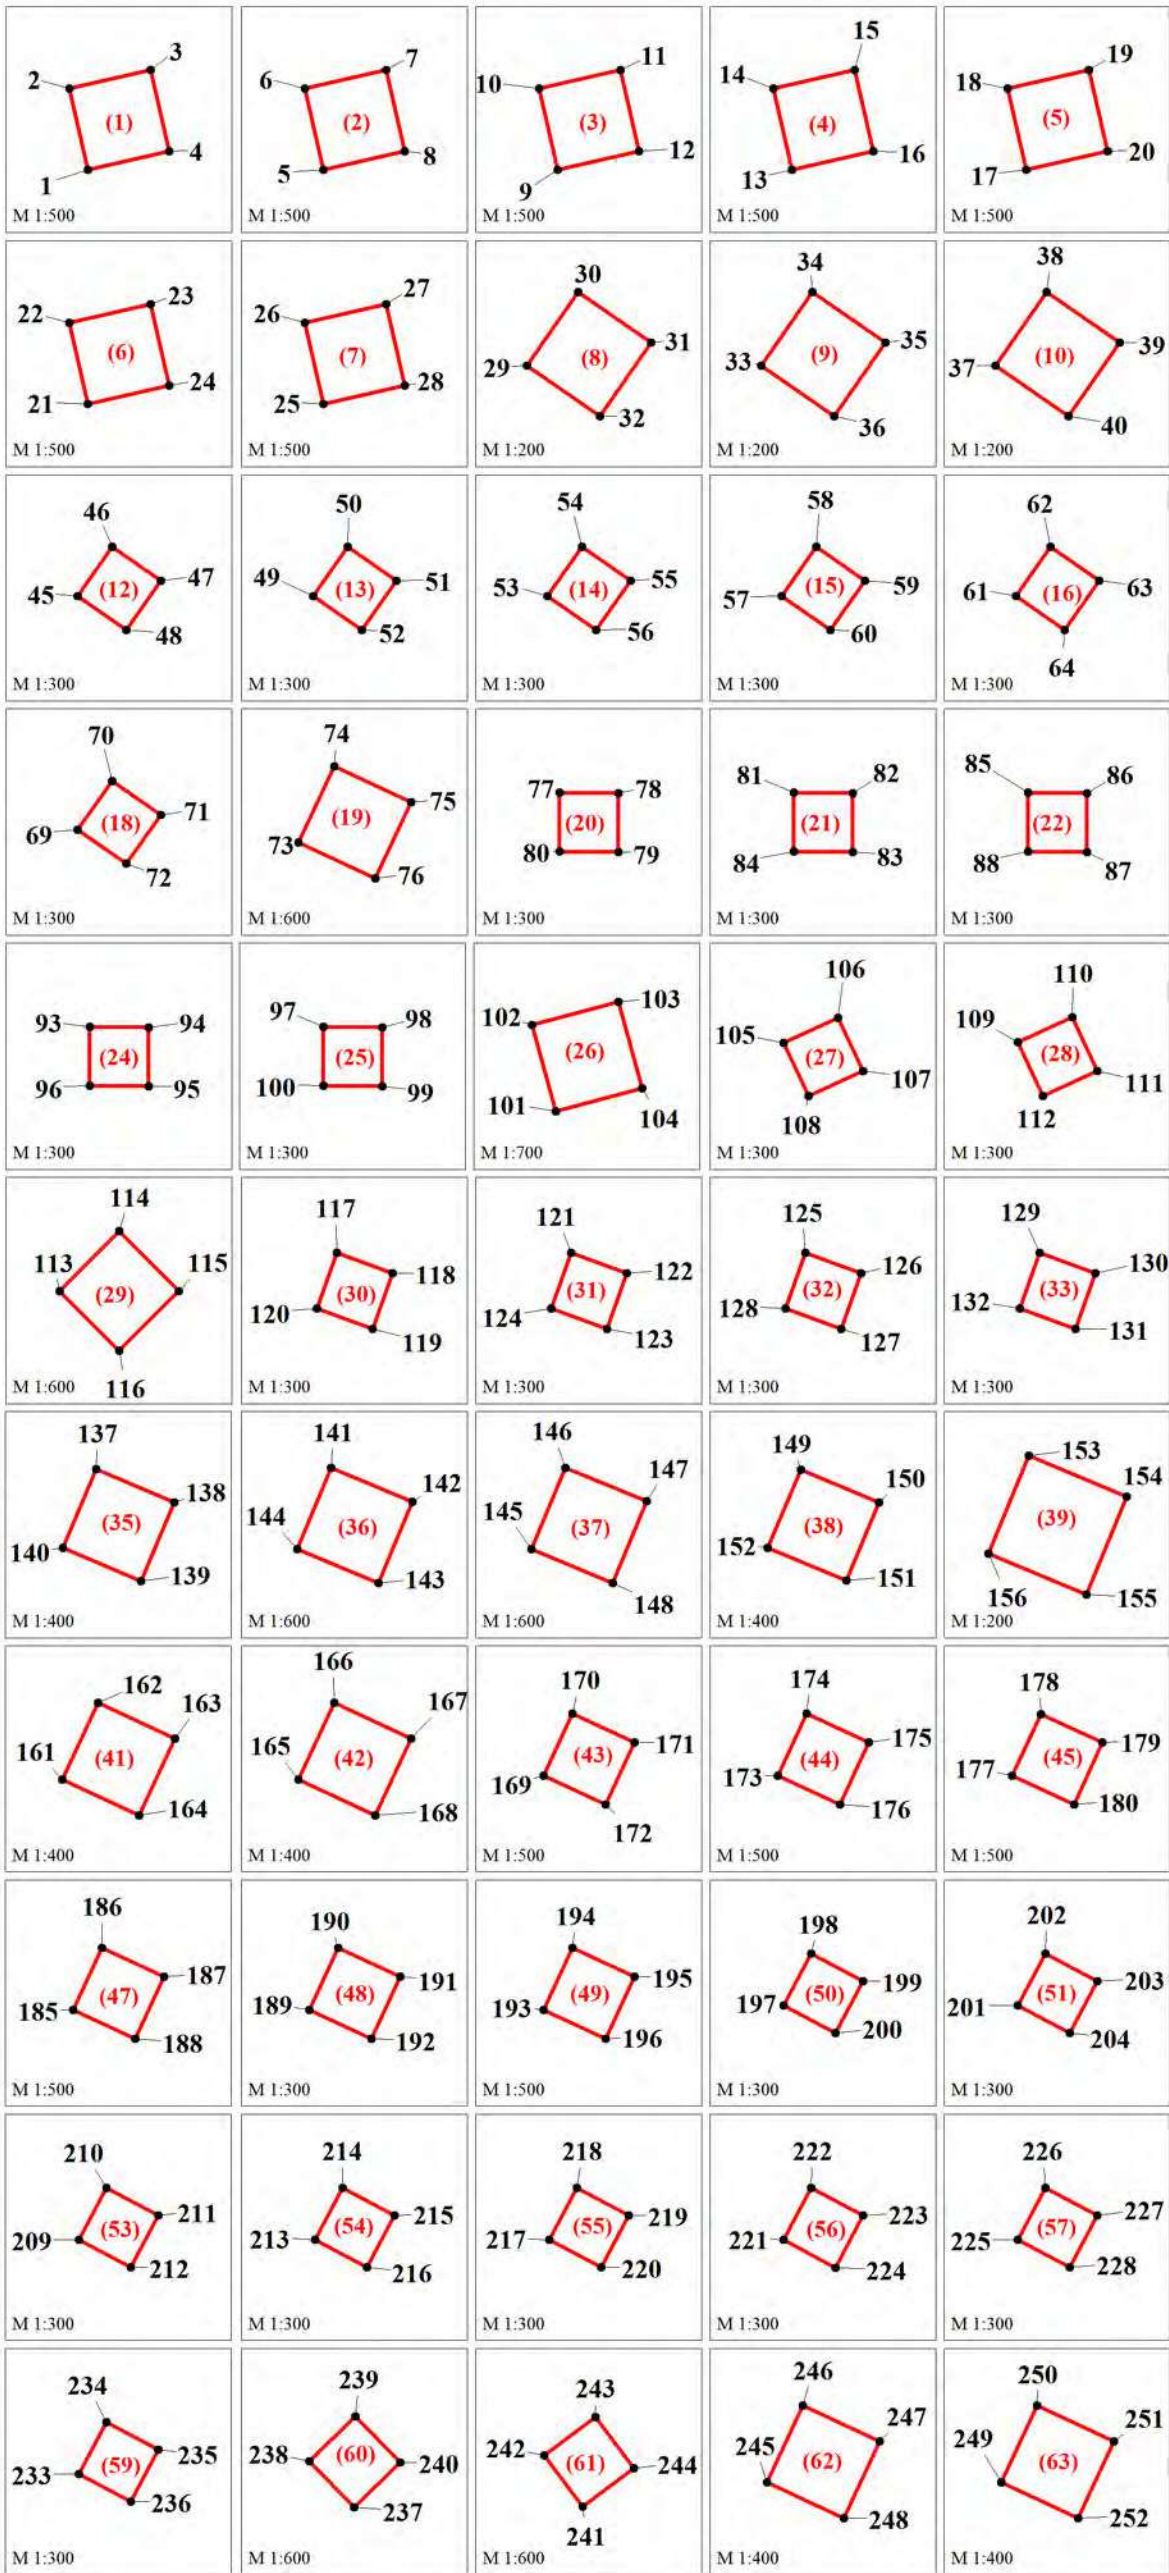 2 3 (1) 1 4 M 1:500
6 7 (2) 5 8 M 1:500
10 11 (3) 9 12 M 1:500
14 15 (4) 13 16 M 1:500
18 19 (5) 17 20 M 1:500
22 23 (6) 21 24 M 1:500
26 27 (7) 25 28 M 1:500
30 31 (8) 29 32 M 1:200
34 35 (9) 33 36 M 1:200
38 39 (10) 37 40 M 1:200
46 47 (12) 45 48 M 1:300
50 51 (13) 49 52 M 1:300
54 55 (14) 53 56 M 1:300
58 59 (15) 57 60 M 1:300
62 63 (16) 61 64 M 1:300
70 71 (18) 69 72 M 1:300
74 75 (19) 73 76 M 1:600
77 78 (20) 80 79 M 1:300
81 82 (21) 84 83 M 1:300
85 86 (22) 88 87 M 1:300
93 94 (24) 96 95 M 1:300
97 98 (25) 100 99 M 1:300
102 103 (26) 101 104 M 1:700
106 105 (27) 107 108 M 1:300
110 109 (28) 111 112 M 1:300
114 113 115 (29) 116 M 1:600
117 118 (30) 120 119 M 1:300
121 122 (31) 124 123 M 1:300
125 126 (32) 128 127 M 1:300
129 130 (33) 132 131 M 1:300
137 138 (35) 140 139 M 1:400
141 142 (36) 144 143 M 1:600
146 147 (37) 145 148 M 1:600
149 150 (38) 152 151 M 1:400
153 154 (39) 156 155 M 1:200
162 163 (41) 161 164 M 1:400
166 167 (42) 165 168 M 1:400
170 171 (43) 169 172 M 1:500
174 175 (44) 173 176 M 1:500
178 179 (45) 177 180 M 1:500
186 187 (47) 185 188 M 1:500
190 191 (48) 189 192 M 1:300
194 195 (49) 193 196 M 1:500
198 199 (50) 197 200 M 1:300
202 203 (51) 201 204 M 1:300
210 211 (53) 209 212 M 1:300
214 215 (54) 213 216 M 1:300
218 219 (55) 217 220 M 1:300
222 223 (56) 221 224 M 1:300
226 227 (57) 225 228 M 1:300
234 235 (59) 233 236 M 1:300
239 238 (60) 240 237 M 1:600
243 242 (61) 244 241 M 1:600
246 247 245 (62) 248 M 1:400
250 251 249 (63) 252 M 1:400